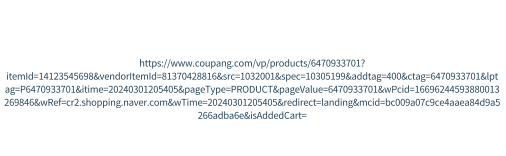 https://www.coupang.com/vp/products/6470933701?
itemId=14123545698&vendorItemId=81370428816&src=1032001&spec=10305199&addtag=400&ctag=6470933701&lpt
ag=P6470933701&itime=20240301205405&pageType=PRODUCT&pageValue=6470933701&wPcid=16696244593880013
269846&wRef=cr2.shopping.naver.com&wTime=20240301205405&redirect=landing&mcid=bc009a07c9ce4aaea84d9a5
266adba6e&isAddedCart=